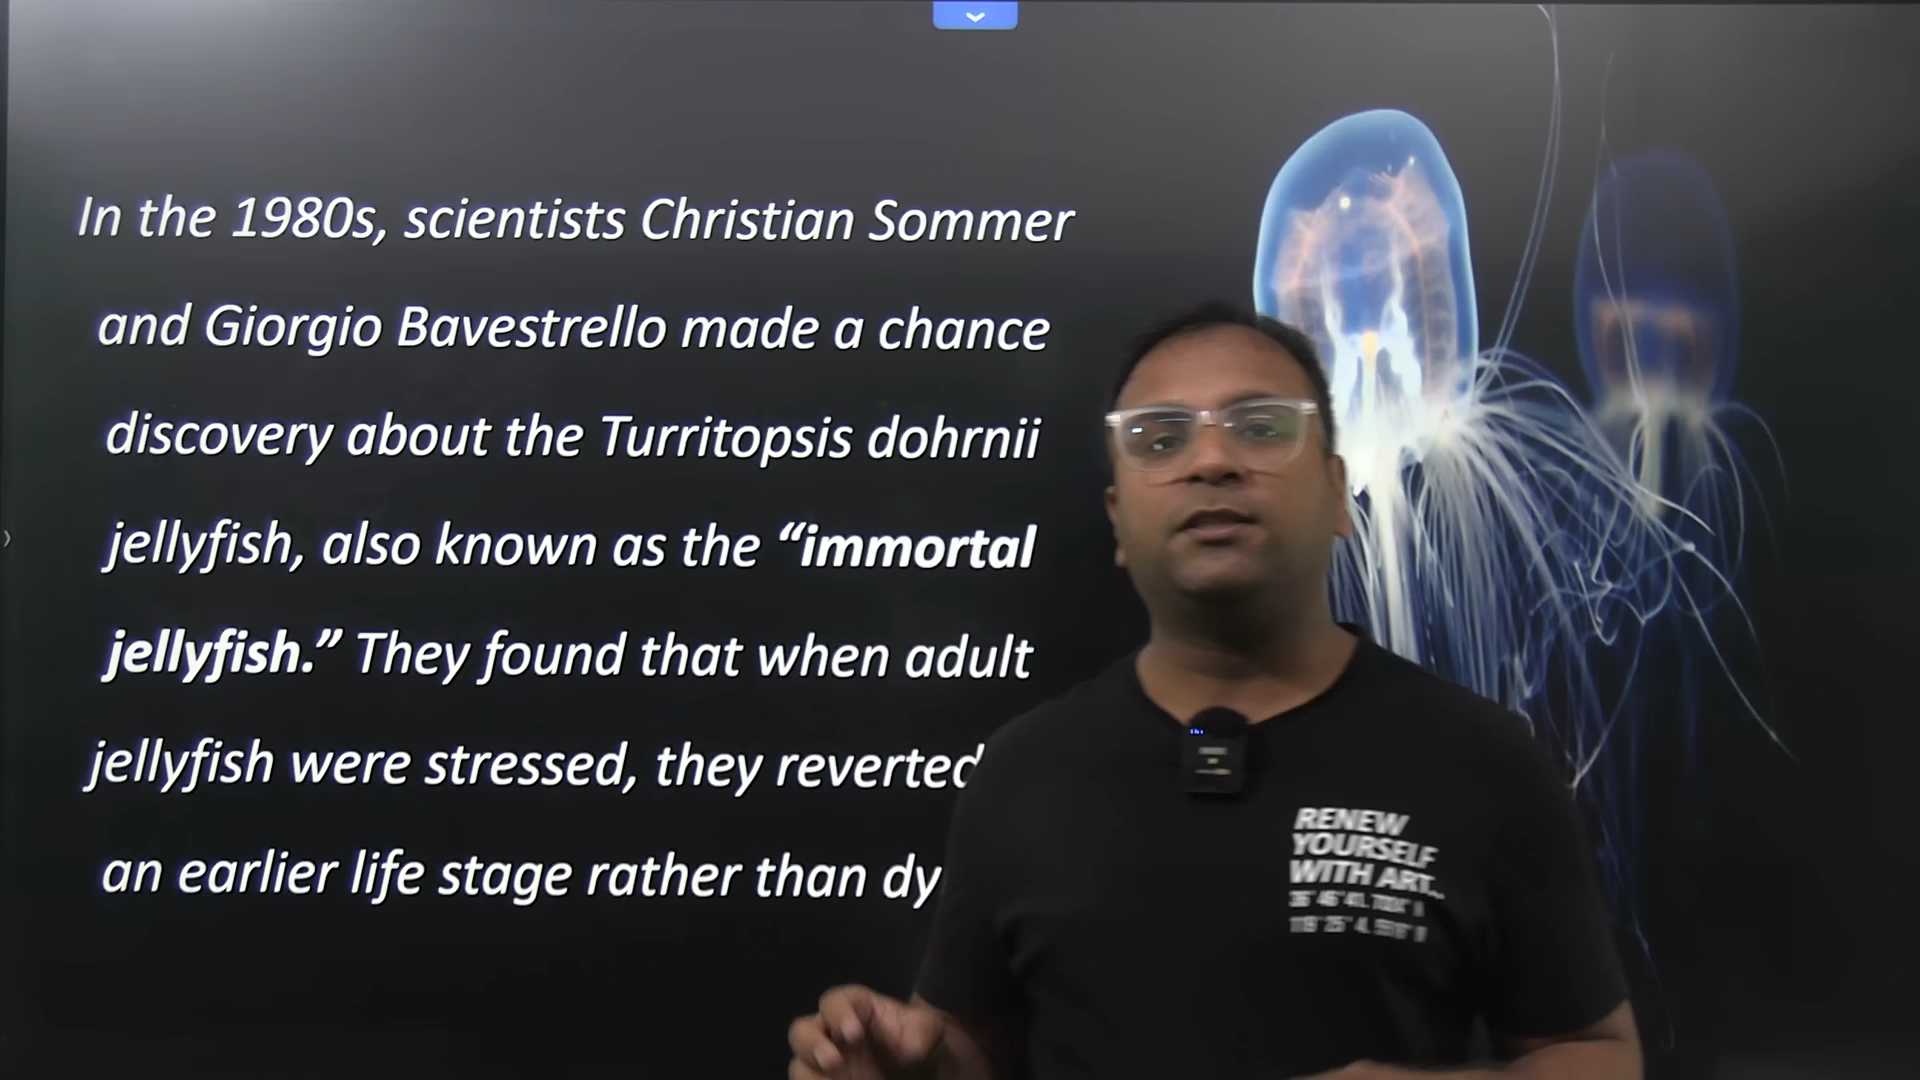 In the 1980s, scientists Christian Sommer
and Giorgio Bavestrello made a chance
discovery about the Turritopsis dohrnii
jellyfish, also known as the “immortal
jellyfish.” They found that when adult
jellyfish were stressed, they reverted
an earlier life stage rather than dy
RENEW
YOURSELF
WITH ART..